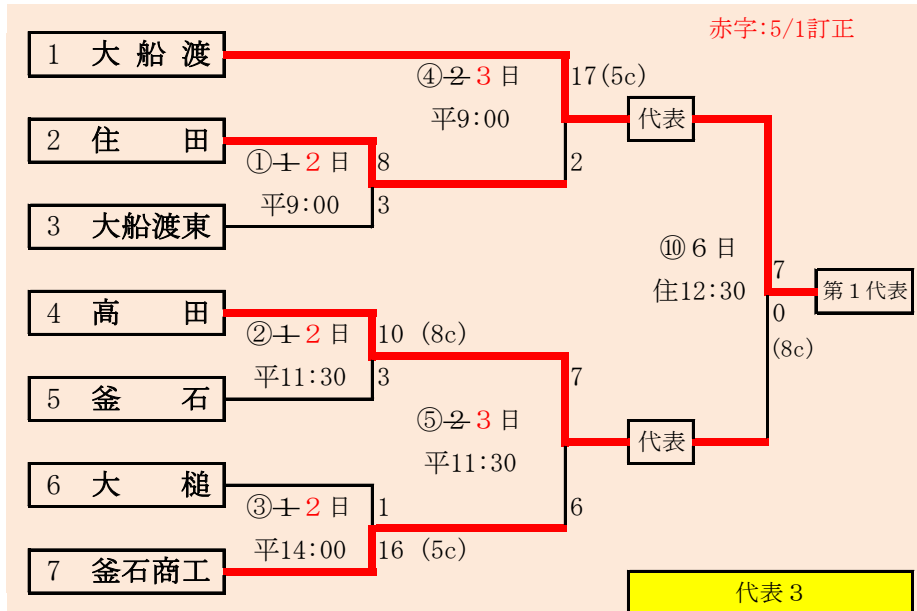 赤字:5/1訂正
1 大船渡
④2 3日
17(5c)
平9:00
代表
2 住田
①1 2日
8
2
平9:00
3
3 大船渡東
⑩6日
7
住12:30
第1代表
0
(8c)
4 高田
②1 2日
10 (8c)
平11:30
3
7
5 釜石
⑤2 3日
代表
平11:30
6 大槌
③1 2日
1
6
平14:00
16 (5c)
7 釜石商工
代表3